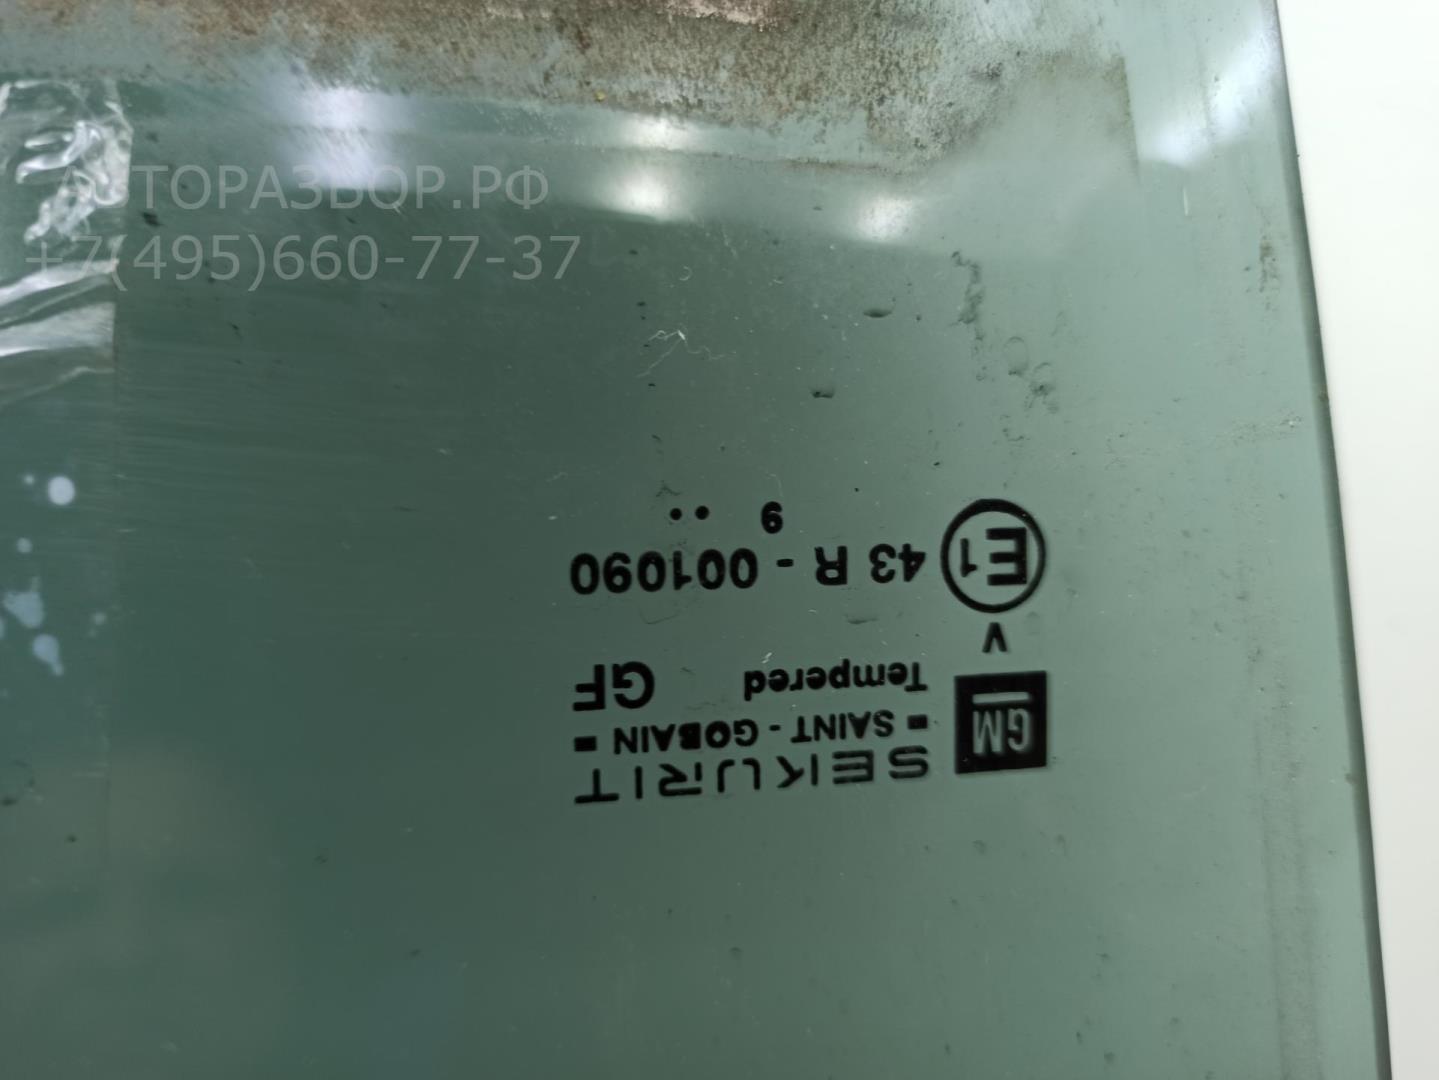 АВТОРАЗБОР.РФ
+7(495)660-77-37
GM
SEKURIT
▪ SAINT - GOBAIN ▪
Tempered GF
V
E1 43 R - 001090
9 ..